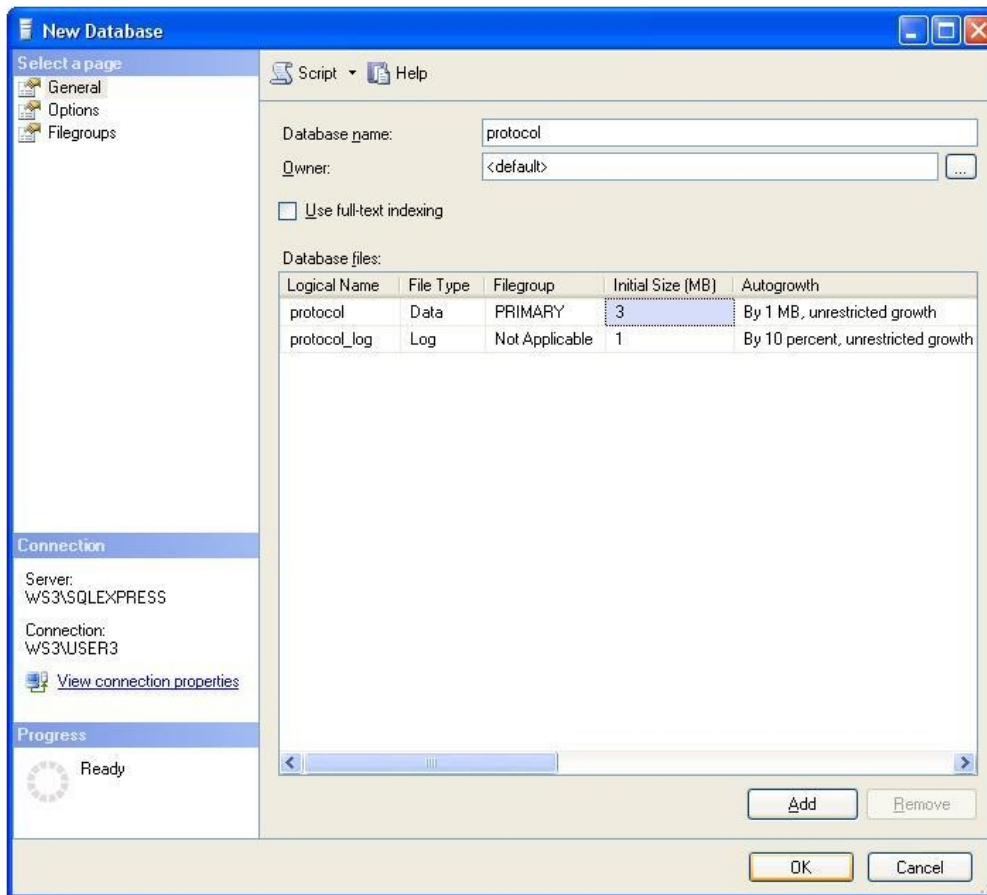 New Database
Select a page
General
Options
Filegroups
Script Help
Database name: protocol
Owner: <default> ...
Use full-text indexing
Database files:
Logical Name File Type Filegroup Initial Size (MB) Autogrowth
protocol Data PRIMARY 3 By 1 MB, unrestricted growth
protocol_log Log Not Applicable 1 By 10 percent, unrestricted growth
Connection
Server:
WS3\SQLEXPRESS
Connection:
WS3\USER3
View connection properties
Progress
Ready
Add Remove
OK Cancel